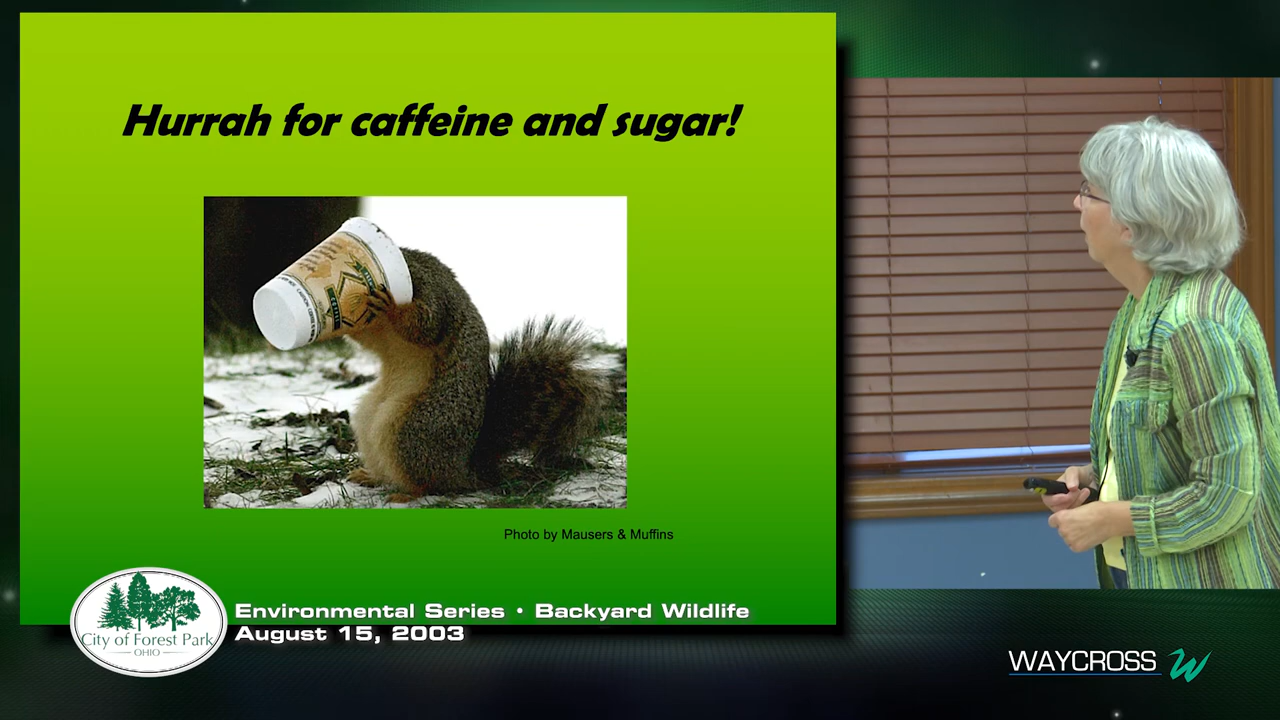 Hurrah for caffeine and sugar!
COFFEE
Photo by Mausers & Muffins
City of Forest Park
OHIO
Environmental Series • Backyard Wildlife
August 15, 2003
WAYCROSS W